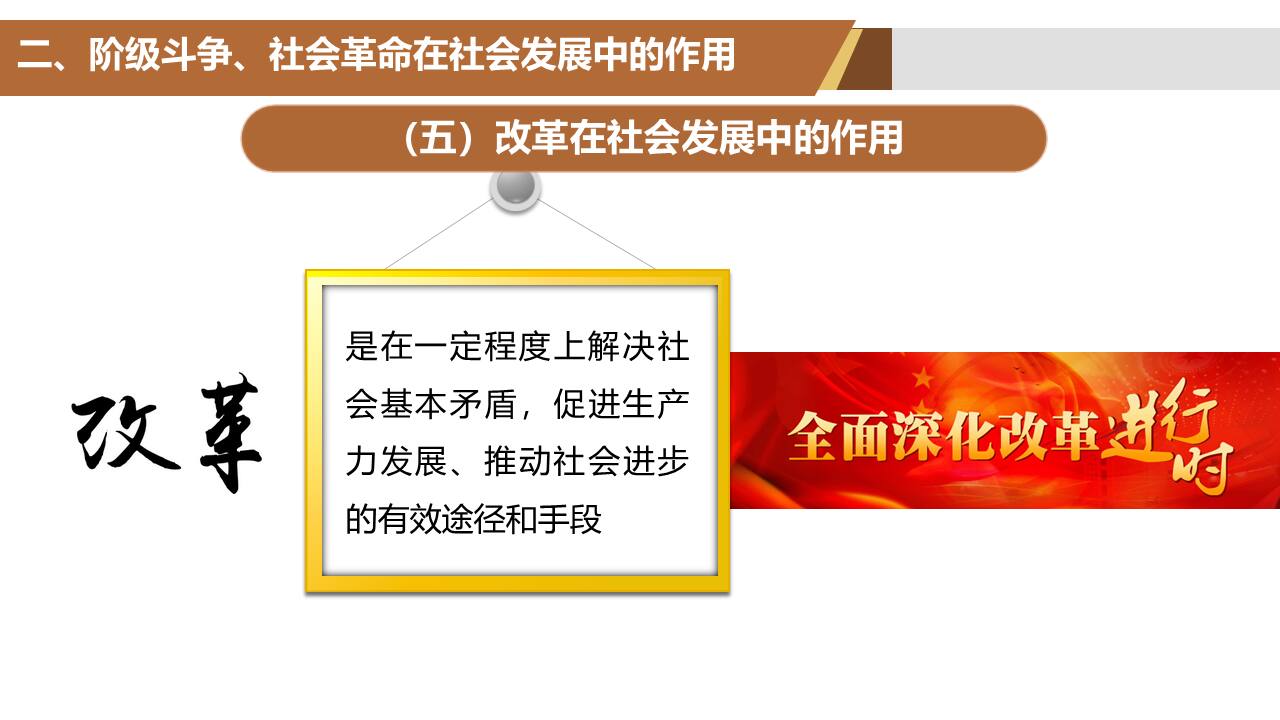 二、阶级斗争、社会革命在社会发展中的作用
（五）改革在社会发展中的作用
改革
是在一定程度上解决社
会基本矛盾，促进生产
力发展、推动社会进步
的有效途径和手段
全面深化改革进行时